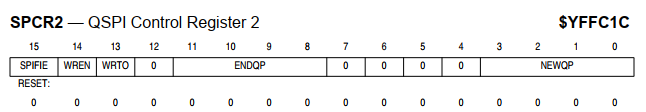 SPCR2 — QSPI Control Register 2 $YFFC1C
15 14 13 12 11 10 9 8 7 6 5 4 3 2 1 0
SPIFIE WREN WRTO 0 ENDQP 0 0 0 0 NEWQP
RESET:
0 0 0 0 0 0 0 0 0 0 0 0 0 0 0 0